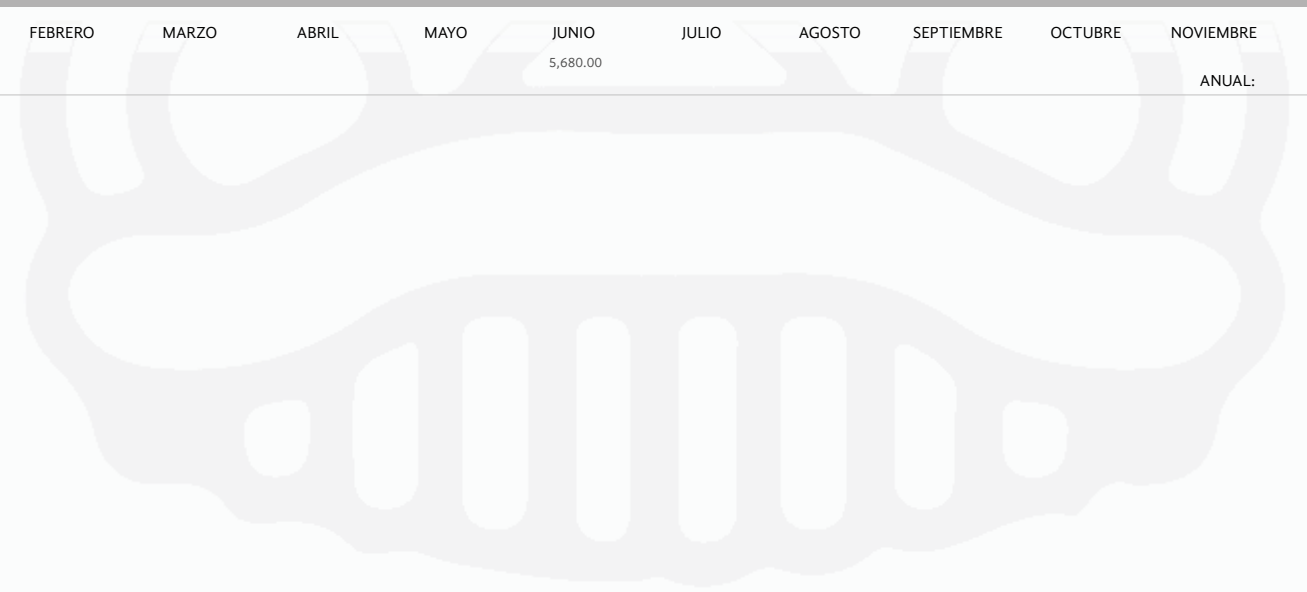 FEBRERO MARZO ABRIL MAYO JUNIO JULIO AGOSTO SEPTIEMBRE OCTUBRE NOVIEMBRE
5,680.00
ANUAL: